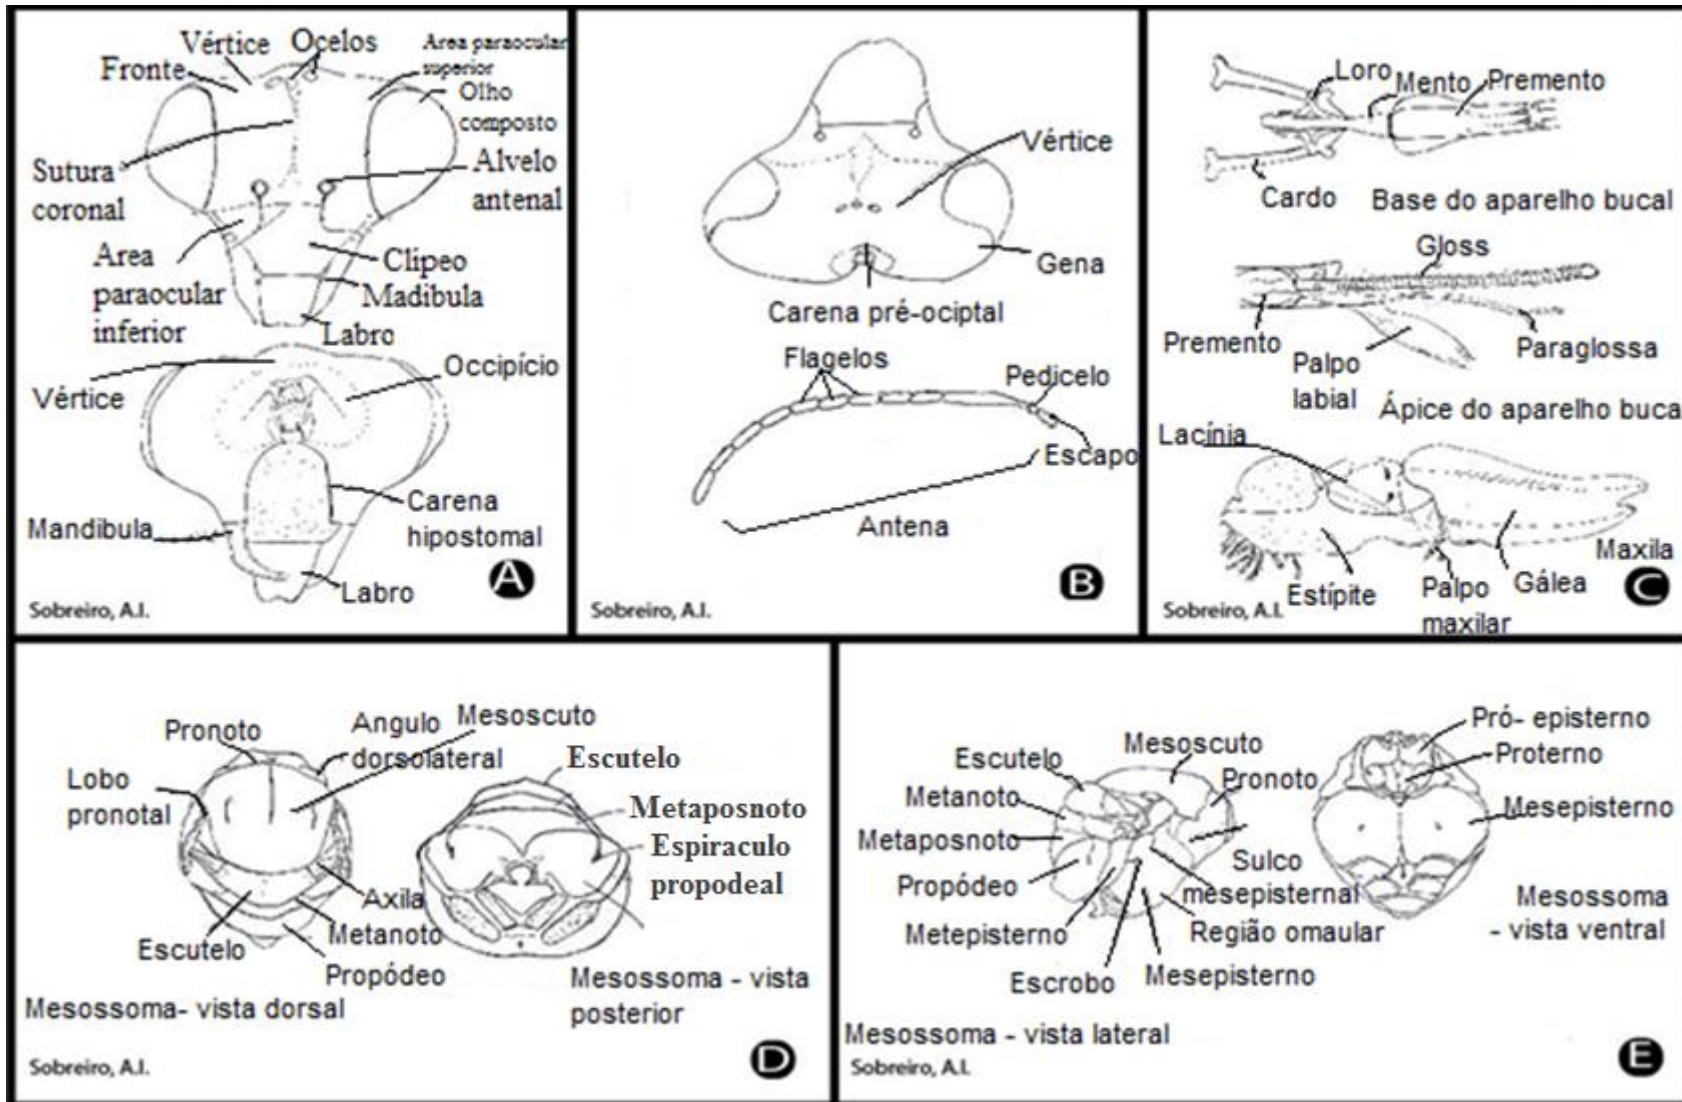 Vértice
Ocelos
Area paraocular
superior
Fronte
Olho
composto
Sutura
coronal
Alvelo
antenal
Area
paraocular
inferior
Clipeo
Madibula
Labro
Vértice
Occipício
Mandibula
Carena
hipostomal
Labro
A
Sobreiro, A.I.
Vértice
Gena
Carena pré-ociptal
Flagelos
Pedicelo
Escapo
Antena
B
Sobreiro, A.I.
Loro
Mento
Premento
Cardo
Base do aparelho bucal
Gloss
Premento
Palpo
labial
Paraglossa
Ápice do aparelho buca
Lacínia
Maxila
Estípite
Palpo
maxilar
Gálea
C
Sobreiro, A.I.
Pronoto
Angulo
dorsolateral
Mesoscuto
Lobo
pronotal
Escutelo
Metaposnoto
Espiraculo
propodeal
Axila
Escutelo
Metanoto
Propódeo
Mesossoma- vista dorsal
Mesossoma - vista
posterior
D
Sobreiro, A.I.
Escutelo
Mesoscuto
Pronoto
Metanoto
Metaposnoto
Propódeo
Sulco
mesepisternal
Metepisterno
Região omaular
Escrobo
Mesepisterno
Mesossoma - vista lateral
Pró- episterno
Proterno
Mesepisterno
Mesossoma
- vista ventral
E
Sobreiro, A.I.